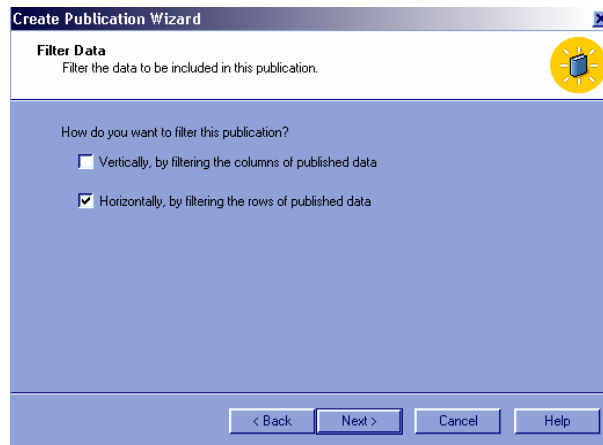 Create Publication Wizard
Filter Data
Filter the data to be included in this publication.
How do you want to filter this publication?
Vertically, by filtering the columns of published data
Horizontally, by filtering the rows of published data
< Back
Next >
Cancel
Help